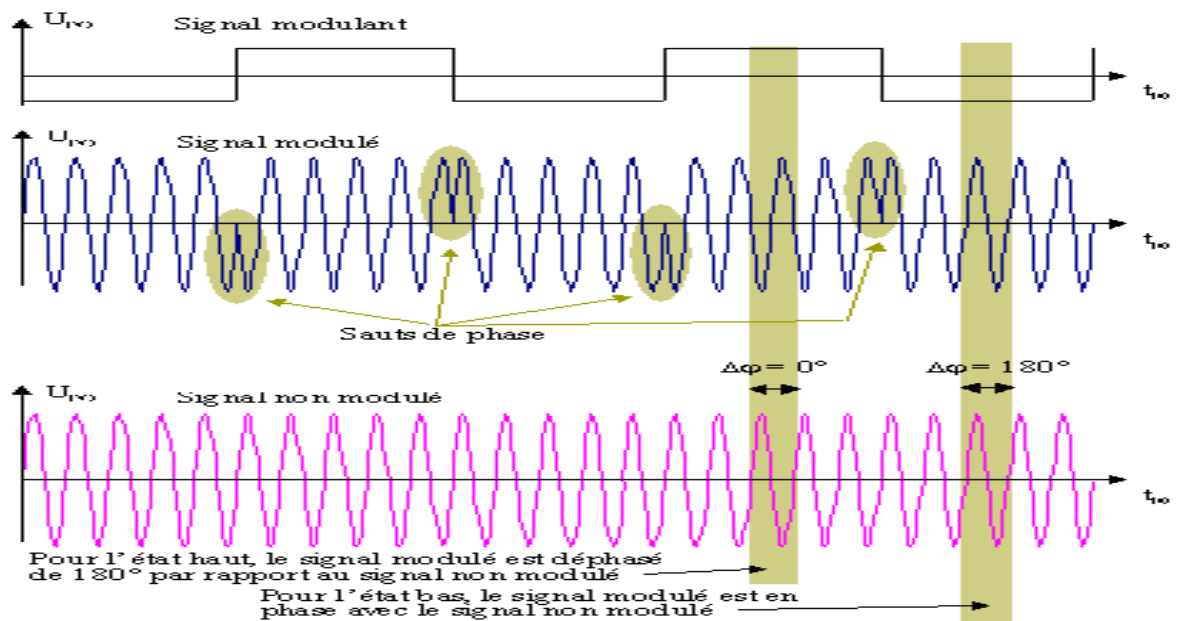 U(v) Signal modulant
t(s)
U(v) Signal modulé
t(s)
Sauts de phase
Δφ = 0° Δφ = 180°
U(v) Signal non modulé
t(s)
Pour l'état haut, le signal modulé est déphasé
de 180° par rapport au signal non modulé
Pour l'état bas, le signal modulé est en
phase avec le signal non modulé